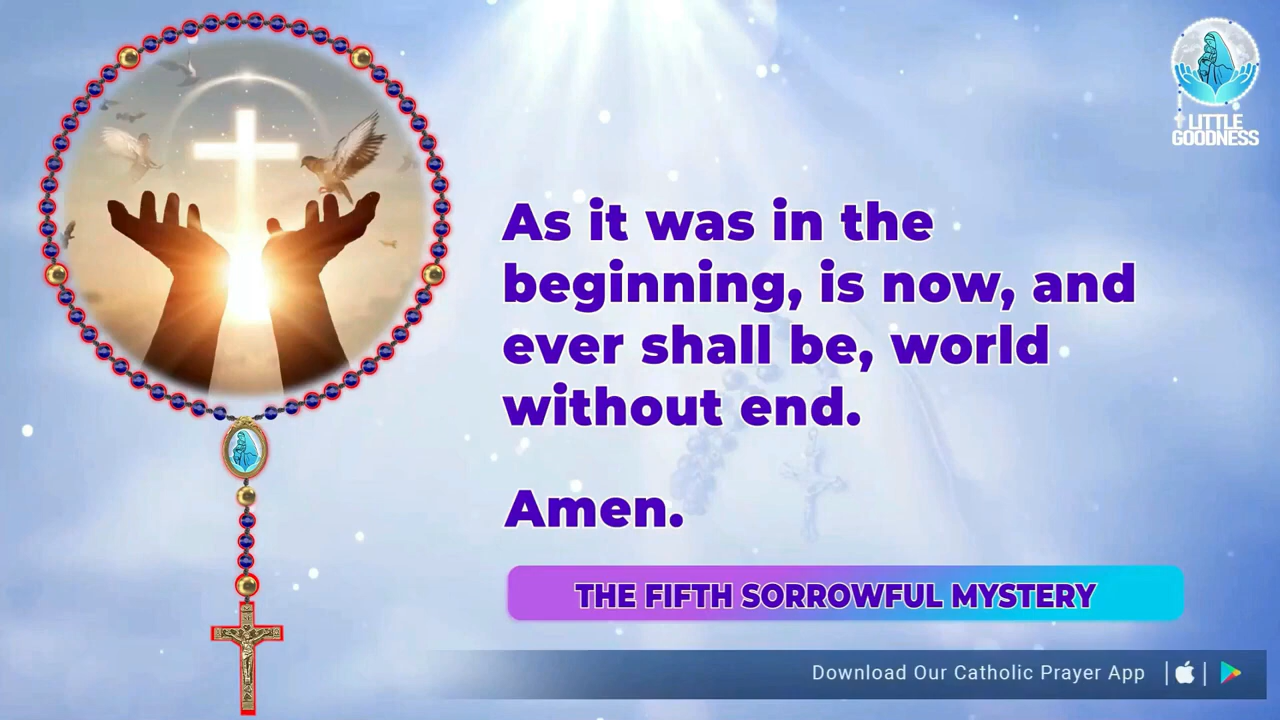 LITTLE
GOODNESS
As it was in the
beginning, is now, and
ever shall be, world
without end.
Amen.
THE FIFTH SORROWFUL MYSTERY
Download Our Catholic Prayer App